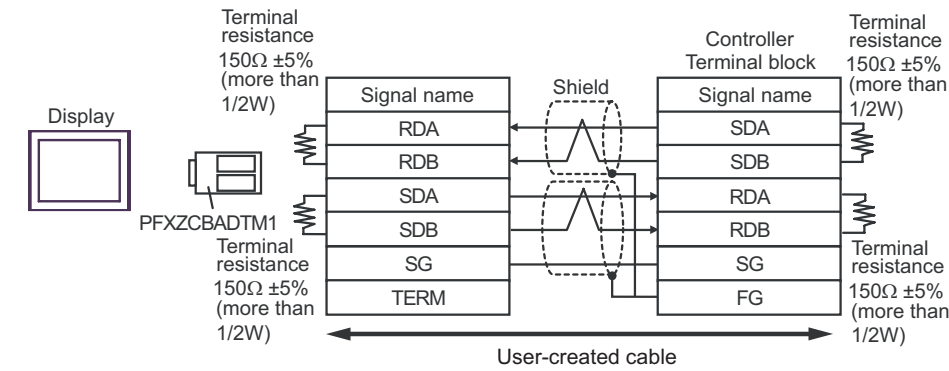 Terminal
resistance
150Ω ±5%
(more than
1/2W)
Display
PFXZCBADTM1
Terminal
resistance
150Ω ±5%
(more than
1/2W)
Signal name
RDA
RDB
SDA
SDB
SG
TERM
Shield
Controller
Terminal block
Signal name
SDA
SDB
RDA
RDB
SG
FG
Terminal
resistance
150Ω ±5%
(more than
1/2W)
Terminal
resistance
150Ω ±5%
(more than
1/2W)
User-created cable